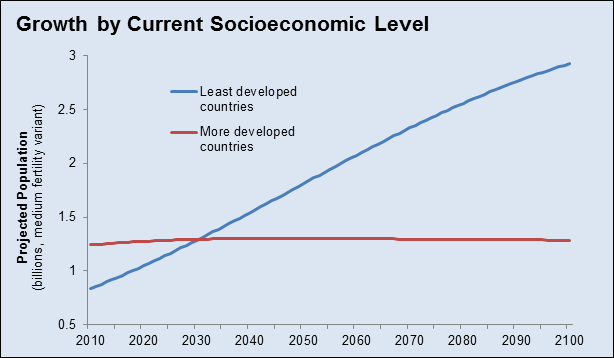 Growth by Current Socioeconomic Level
3
2.5
2
1.5
1
0.5
Projected Population
(billions, medium fertility variant)
Least developed
countries
More developed
countries
2010 2020 2030 2040 2050 2060 2070 2080 2090 2100